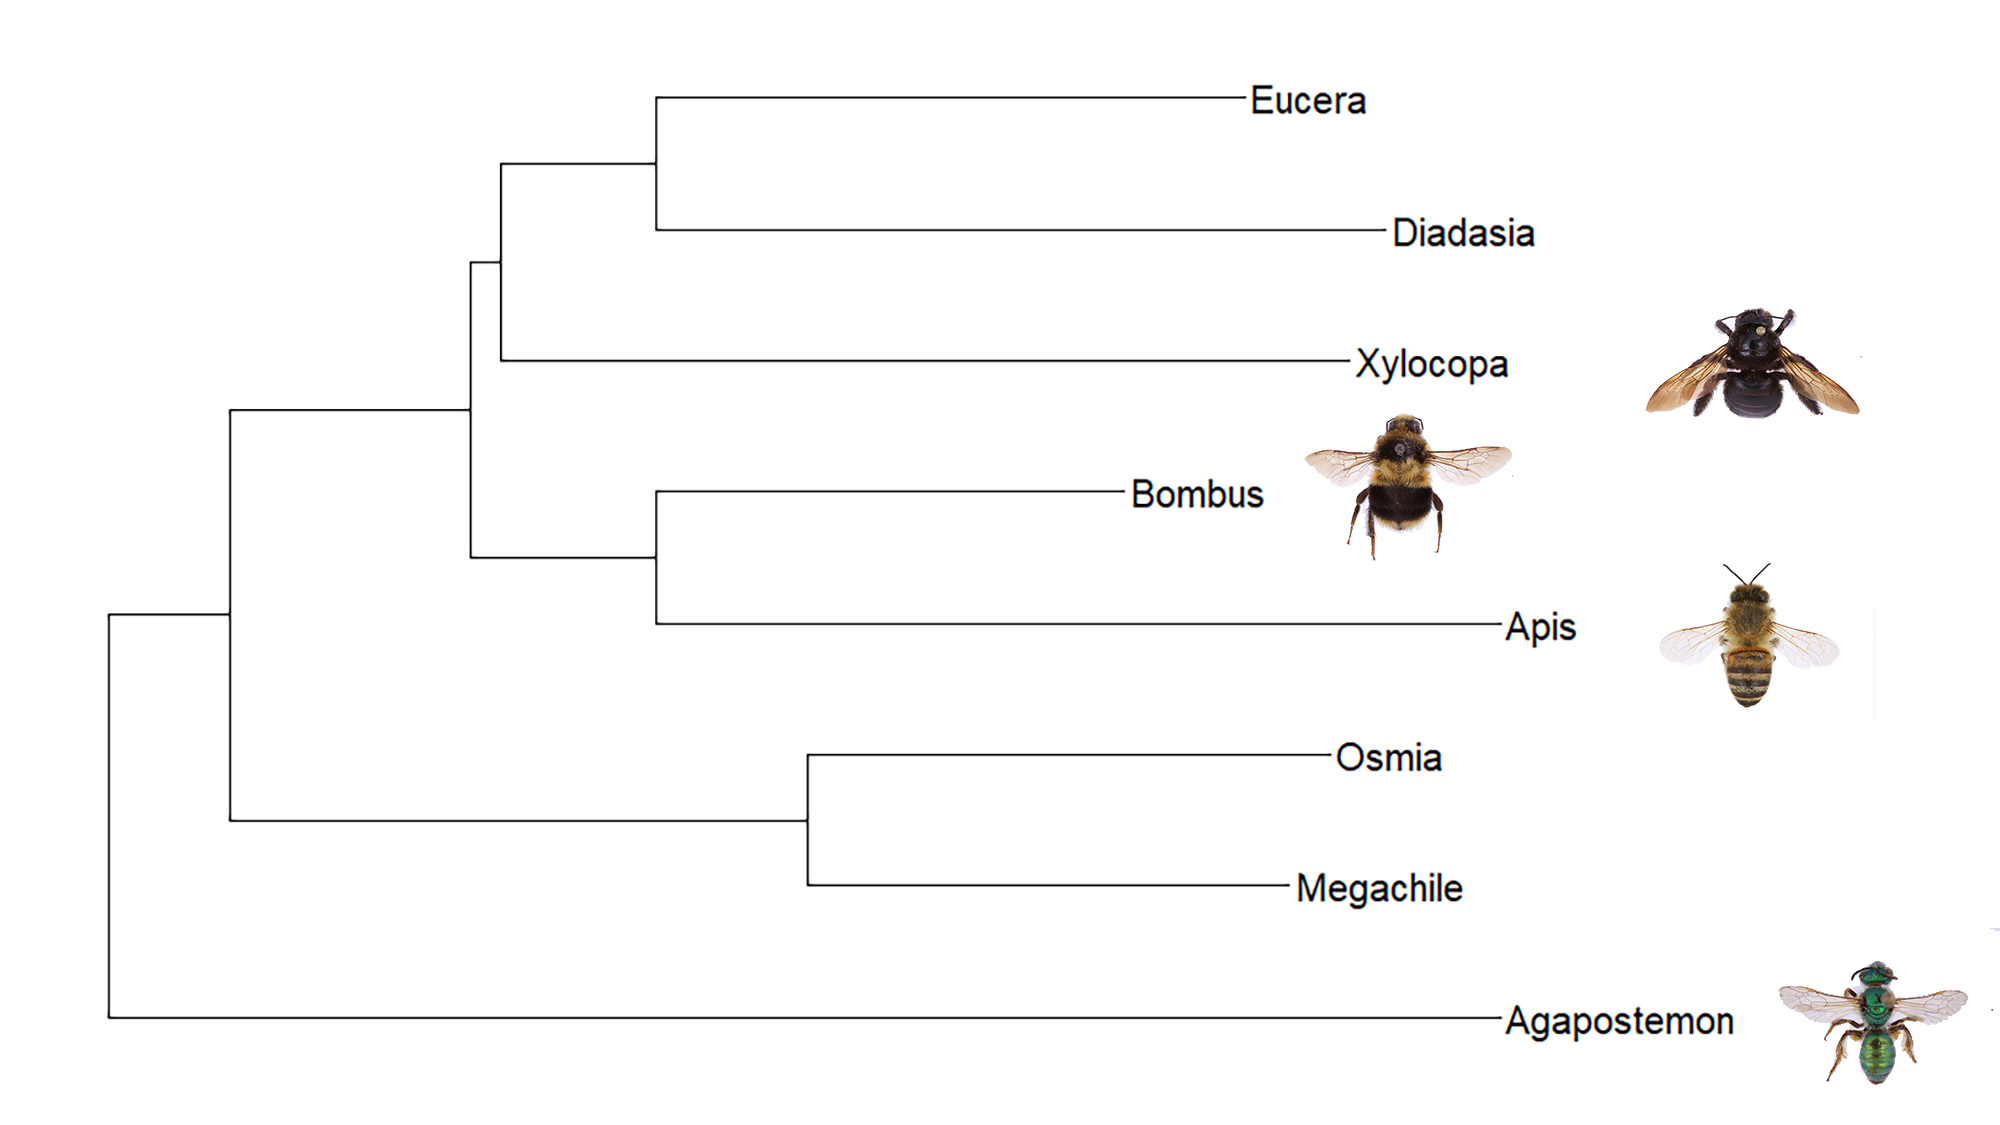 Eucera
Diadasia
Xylocopa
Bombus
Apis
Osmia
Megachile
Agapostemon